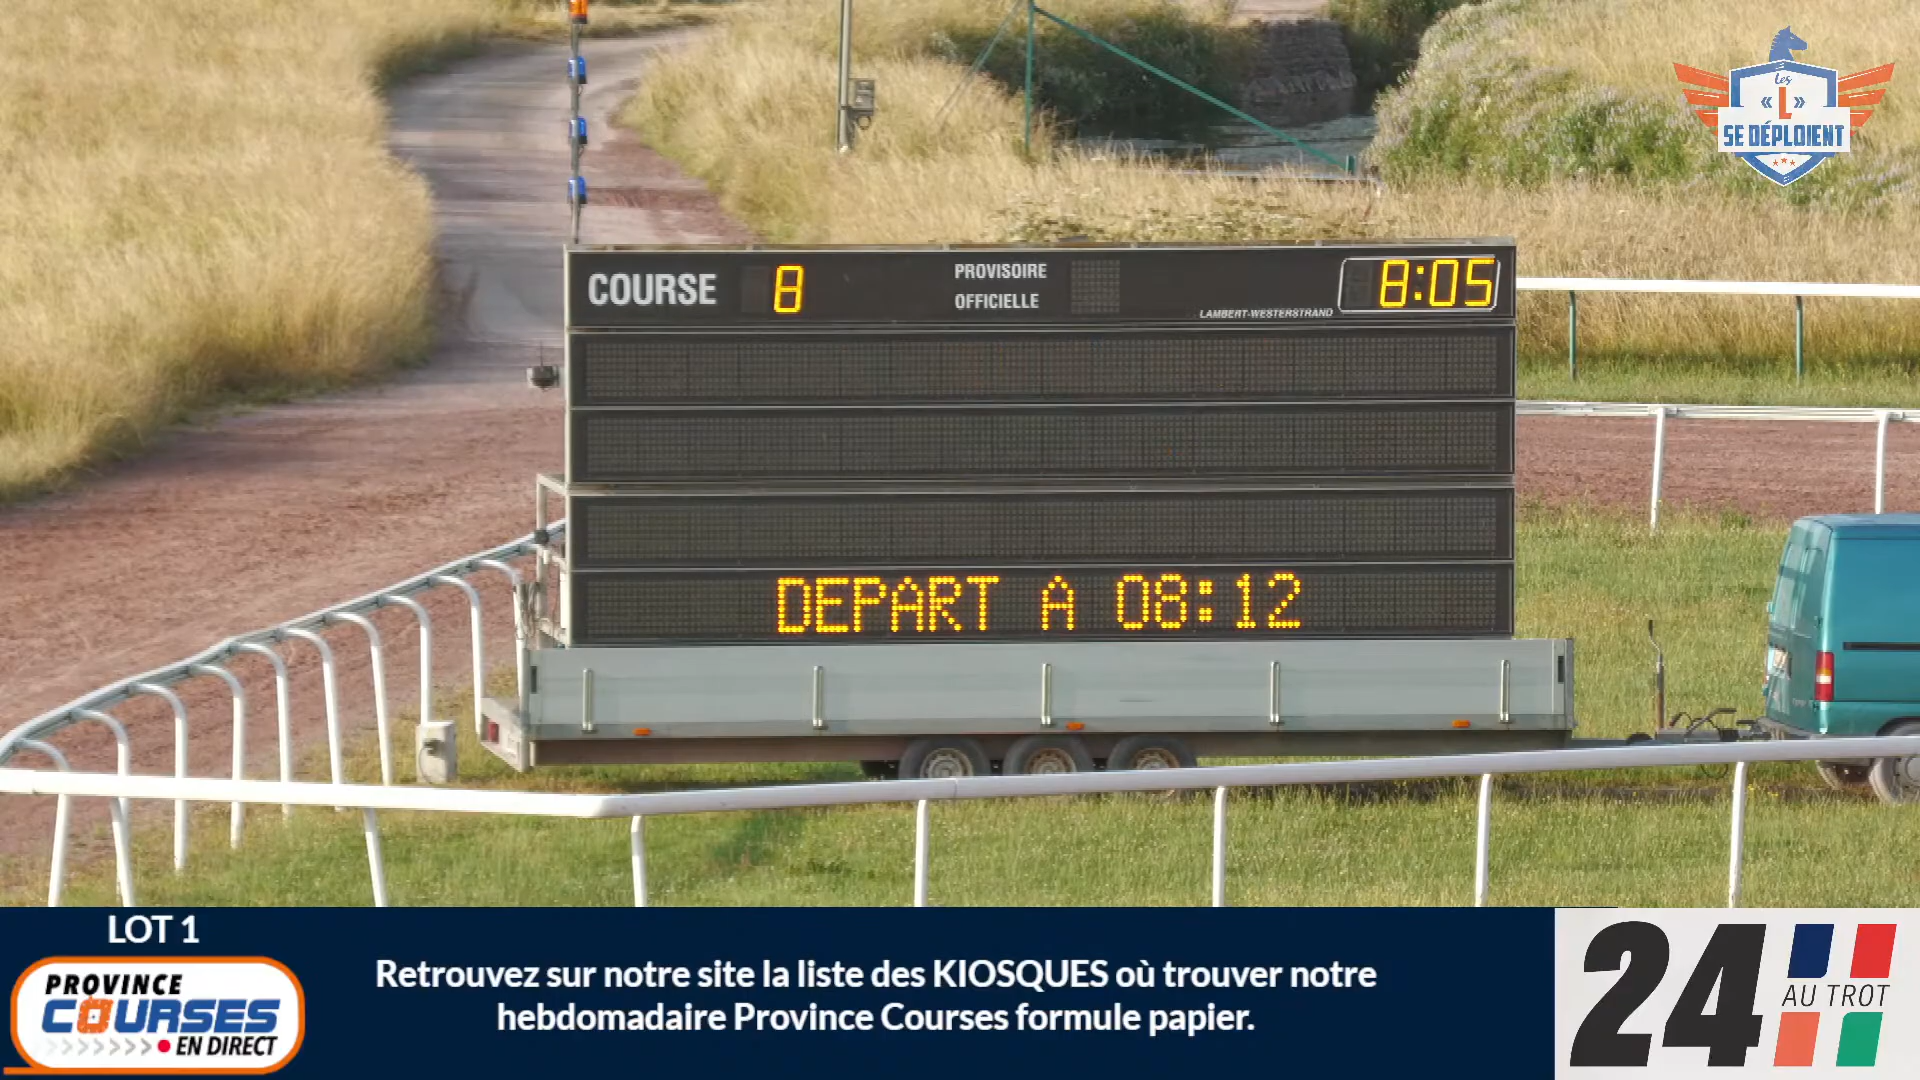 Les
« L »
SE DÉPLOIENT
COURSE 8 PROVISOIRE 8:05
OFFICIELLE
LAMBERT-WESTERSTRAND
DEPART A 08:12
LOT 1
PROVINCE
COURSES
EN DIRECT
Retrouvez sur notre site la liste des KIOSQUES où trouver notre
hebdomadaire Province Courses formule papier.
24
AU TROT